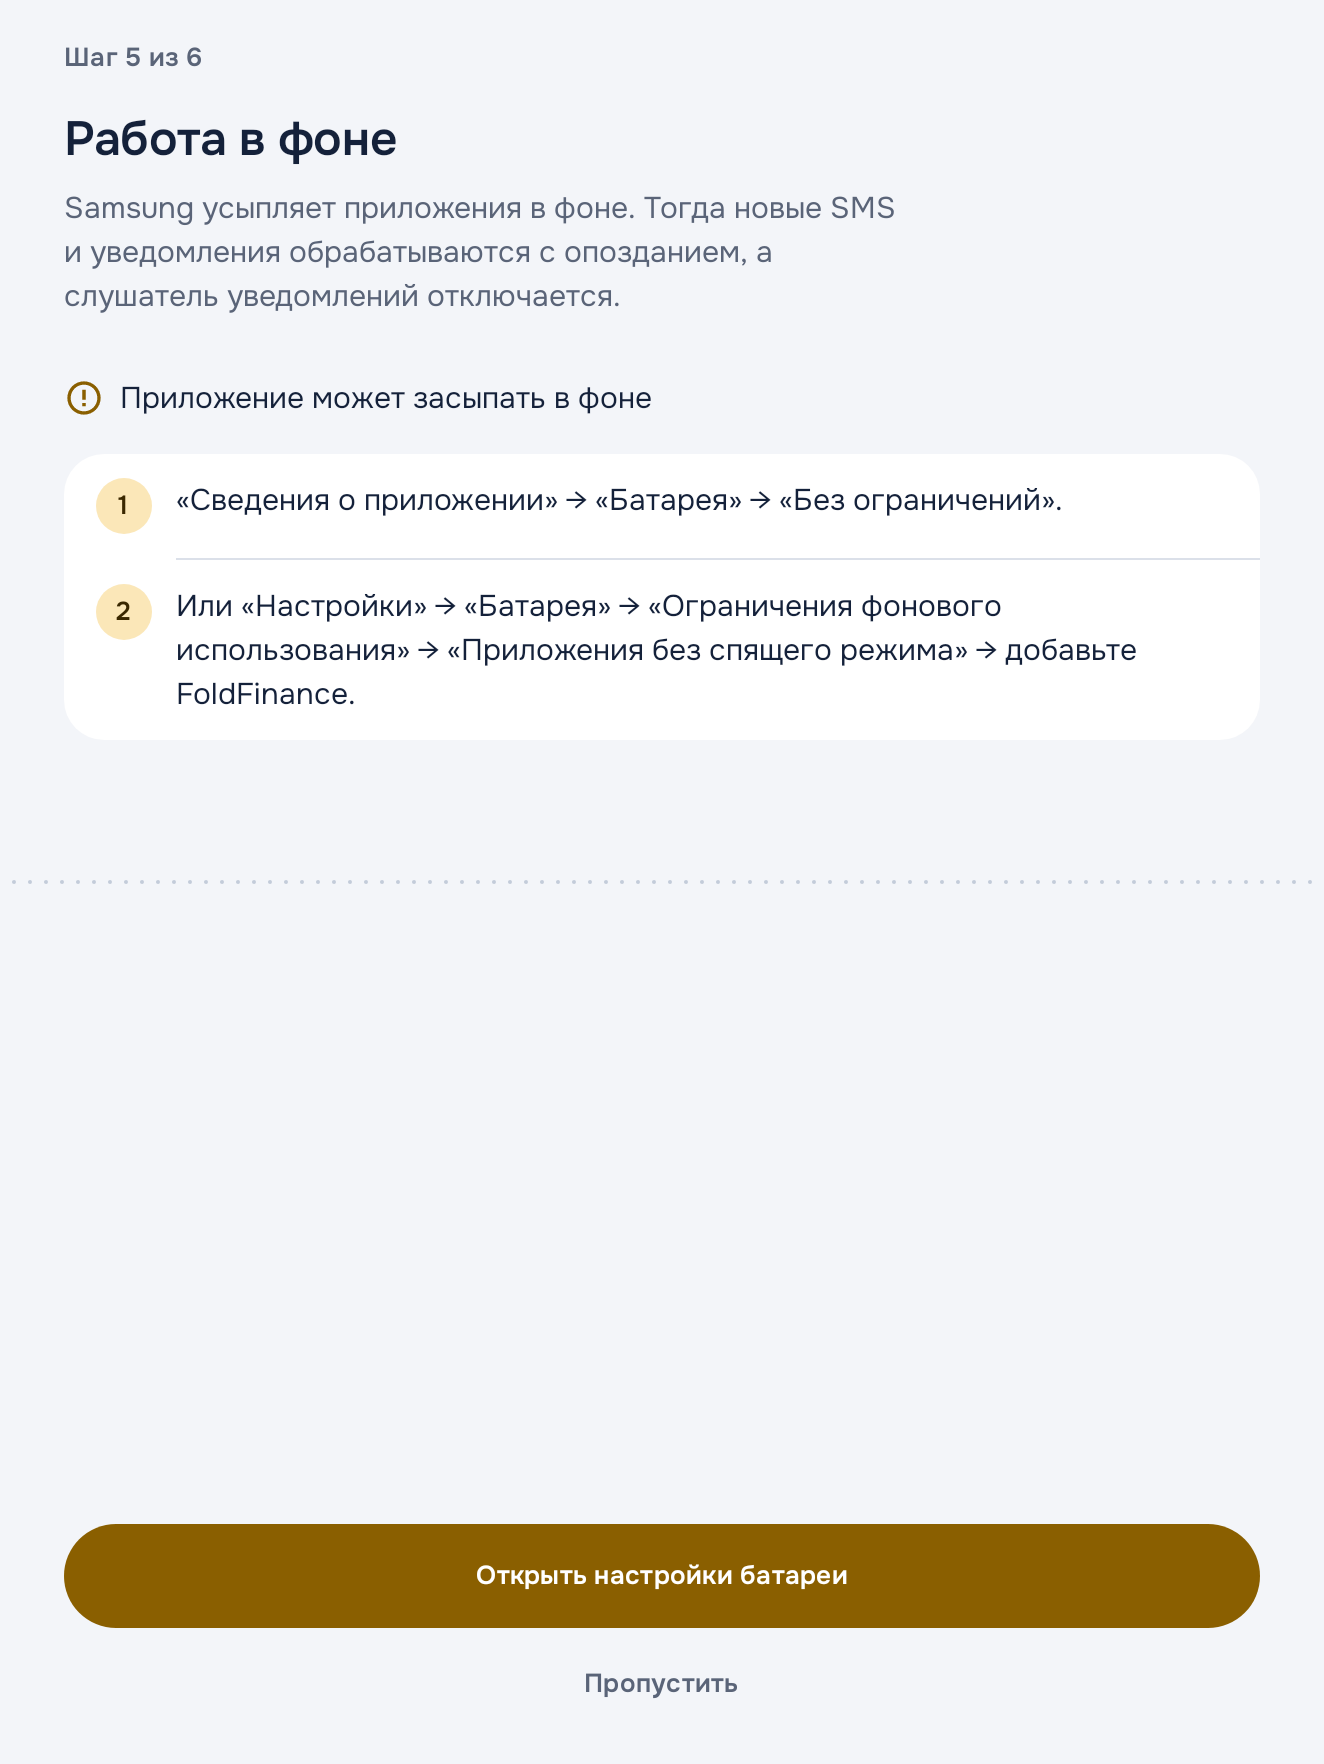 Шаг 5 из 6
Работа в фоне
Samsung усыпляет приложения в фоне. Тогда новые SMS
и уведомления обрабатываются с опозданием, а
слушатель уведомлений отключается.
Приложение может засыпать в фоне
1 «Сведения о приложении» → «Батарея» → «Без ограничений».
2 Или «Настройки» → «Батарея» → «Ограничения фонового
использования» → «Приложения без спящего режима» → добавьте
FoldFinance.
Открыть настройки батареи
Пропустить